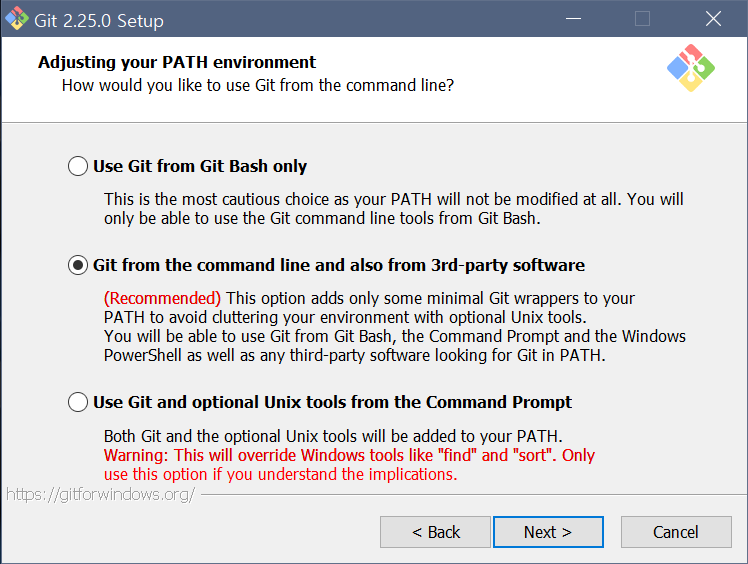 Git 2.25.0 Setup
Adjusting your PATH environment
How would you like to use Git from the command line?
Use Git from Git Bash only
This is the most cautious choice as your PATH will not be modified at all. You will
only be able to use the Git command line tools from Git Bash.
Git from the command line and also from 3rd-party software
(Recommended) This option adds only some minimal Git wrappers to your
PATH to avoid cluttering your environment with optional Unix tools.
You will be able to use Git from Git Bash, the Command Prompt and the Windows
PowerShell as well as any third-party software looking for Git in PATH.
Use Git and optional Unix tools from the Command Prompt
Both Git and the optional Unix tools will be added to your PATH.
Warning: This will override Windows tools like "find" and "sort". Only
use this option if you understand the implications.
https://gitforwindows.org/
< Back
Next >
Cancel